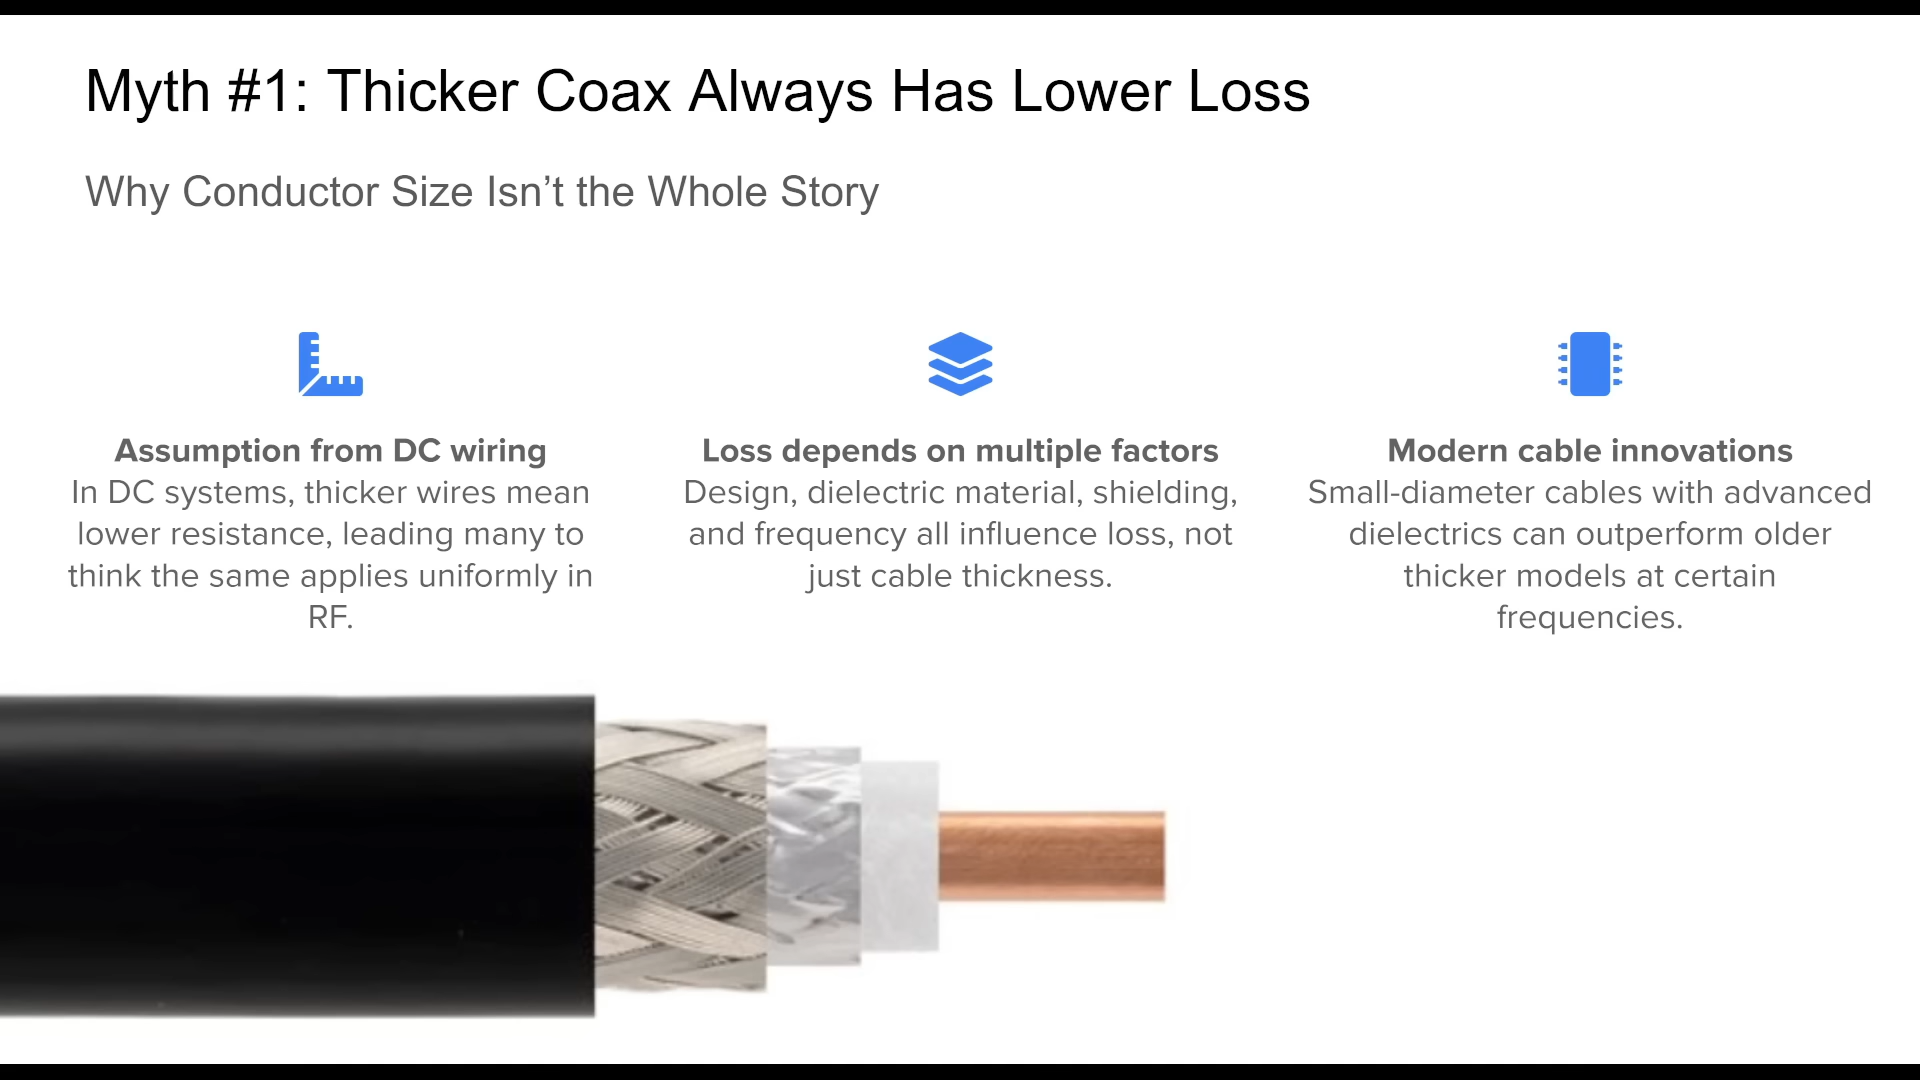 Myth #1: Thicker Coax Always Has Lower Loss
Why Conductor Size Isn’t the Whole Story
Assumption from DC wiring
In DC systems, thicker wires mean
lower resistance, leading many to
think the same applies uniformly in
RF.
Loss depends on multiple factors
Design, dielectric material, shielding,
and frequency all influence loss, not
just cable thickness.
Modern cable innovations
Small-diameter cables with advanced
dielectrics can outperform older
thicker models at certain
frequencies.